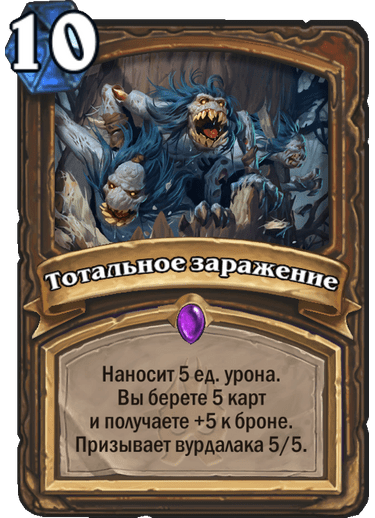 10
Тотальное заражение
Наносит 5 ед. урона.
Вы берете 5 карт
и получаете +5 к броне.
Призывает вурдалака 5/5.